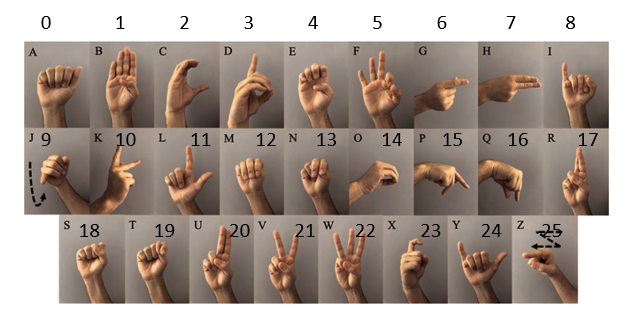 0 1 2 3 4 5 6 7 8
A B C D E F G H I
J 9 K 10 L 11 M 12 N 13 O 14 P 15 Q 16 R 17
S 18 T 19 U 20 V 21 W 22 X 23 Y 24 Z 25